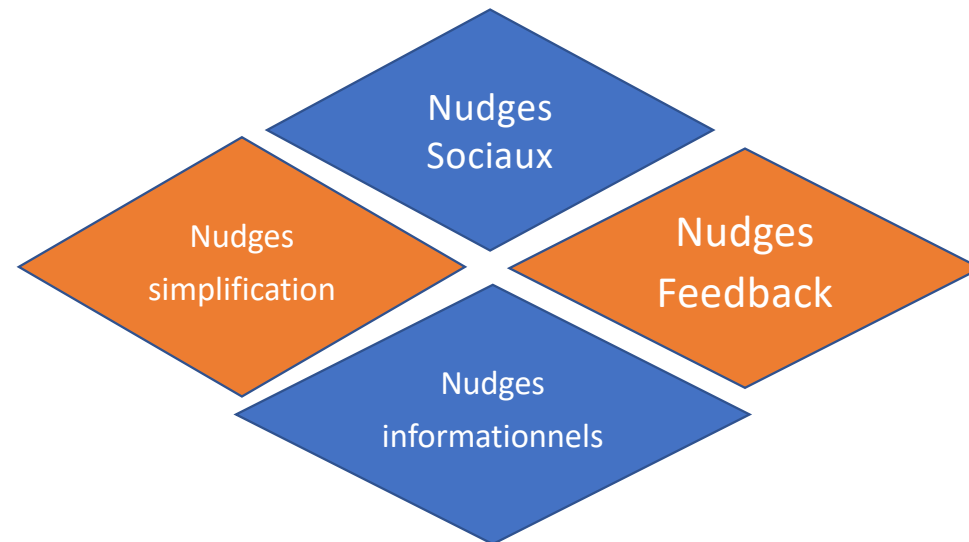 Nudges
Sociaux
Nudges
simplification
Nudges
Feedback
Nudges
informationnels